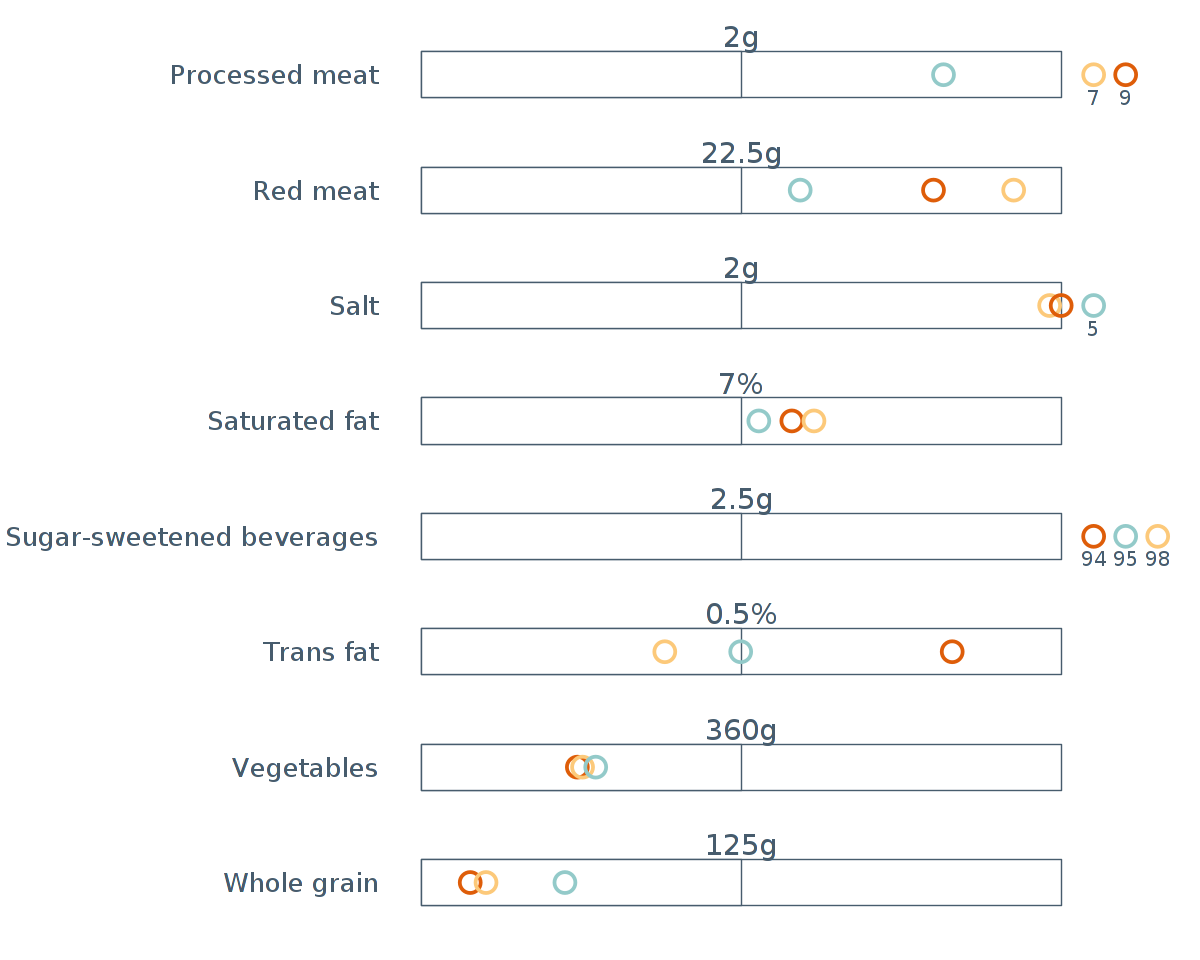 2g
Processed meat
7 9
22.5g
Red meat
2g
Salt
5
7%
Saturated fat
2.5g
Sugar-sweetened beverages
94 95 98
0.5%
Trans fat
360g
Vegetables
125g
Whole grain